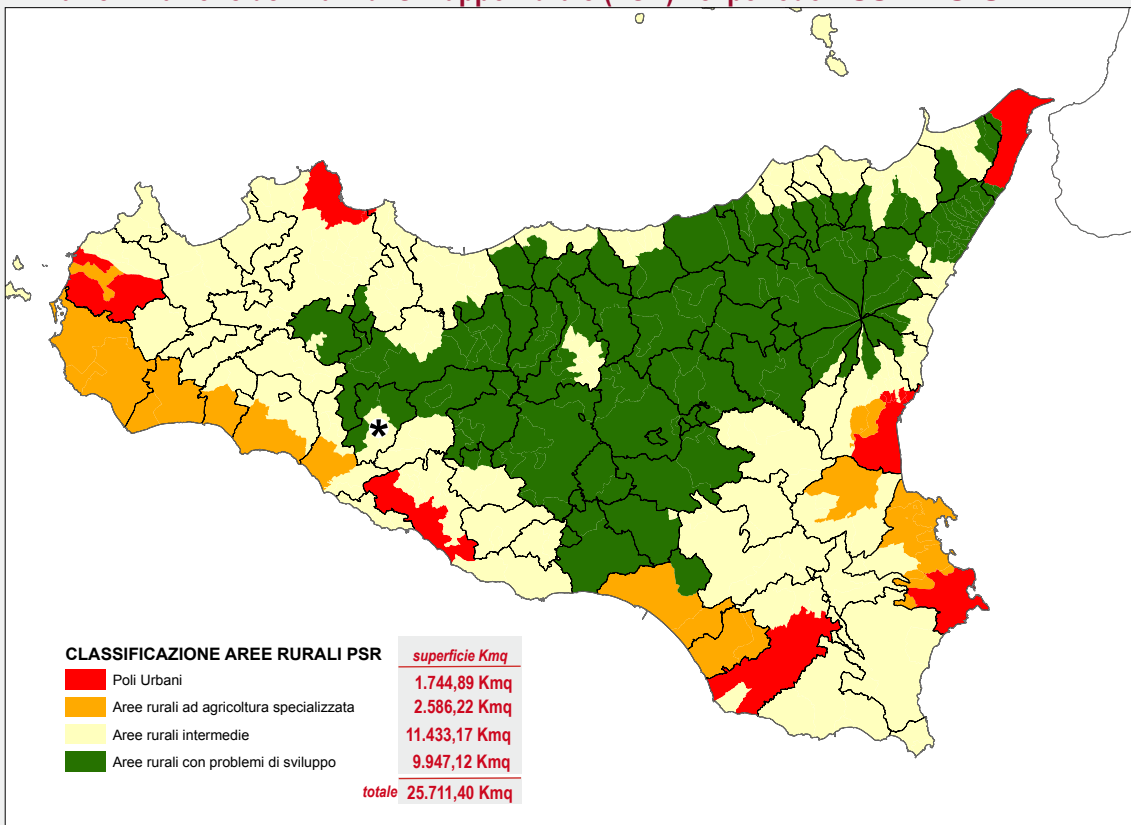 CLASSIFICAZIONE AREE RURALI PSR superficie Kmq
Poli Urbani 1.744,89 Kmq
Aree rurali ad agricoltura specializzata 2.586,22 Kmq
Aree rurali intermedie 11.433,17 Kmq
Aree rurali con problemi di sviluppo 9.947,12 Kmq
totale 25.711,40 Kmq
*